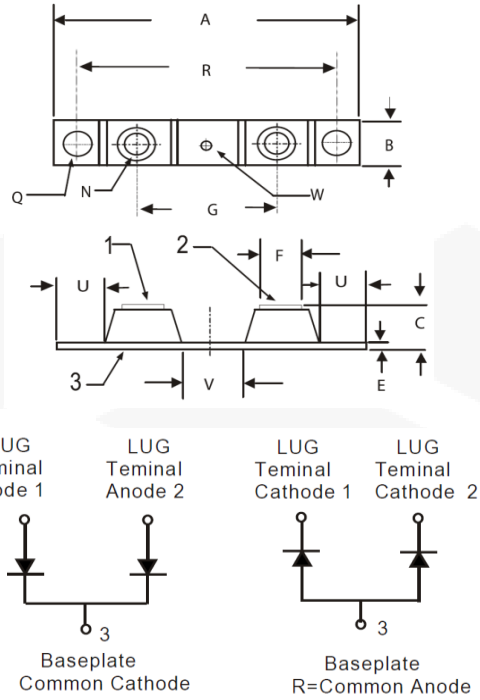 A
R
B
Q
N
G
W
1
2
F
U
U
C
3
V
E
LUG LUG LUG
Teminal Teminal Teminal
Anode 2 Cathode 1 Cathode 2
3
3
Baseplate
Common Cathode
Baseplate
R=Common Anode